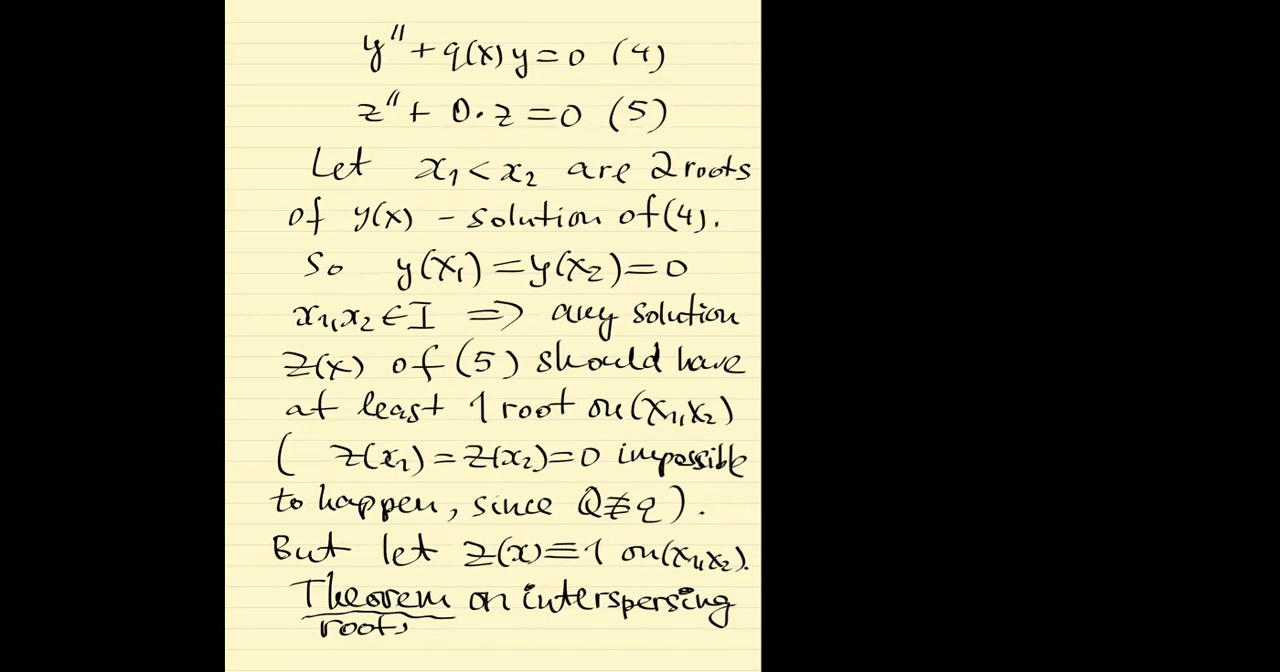 y'' + q(x)y = 0 (4)
z'' + 0·z = 0 (5)
Let x₁ < x₂ are 2 roots
of y(x) – solution of (4).
So y(x₁) = y(x₂) = 0
x₁, x₂ ∈ I ⇒ any solution
z(x) of (5) should have
at least 1 root on (x₁, x₂)
( z(x₁) = z(x₂) = 0 impossible
to happen, since Q ≢ q ).
But let z(x) ≡ 1 on (x₁, x₂).
Theorem on interspersing
roots